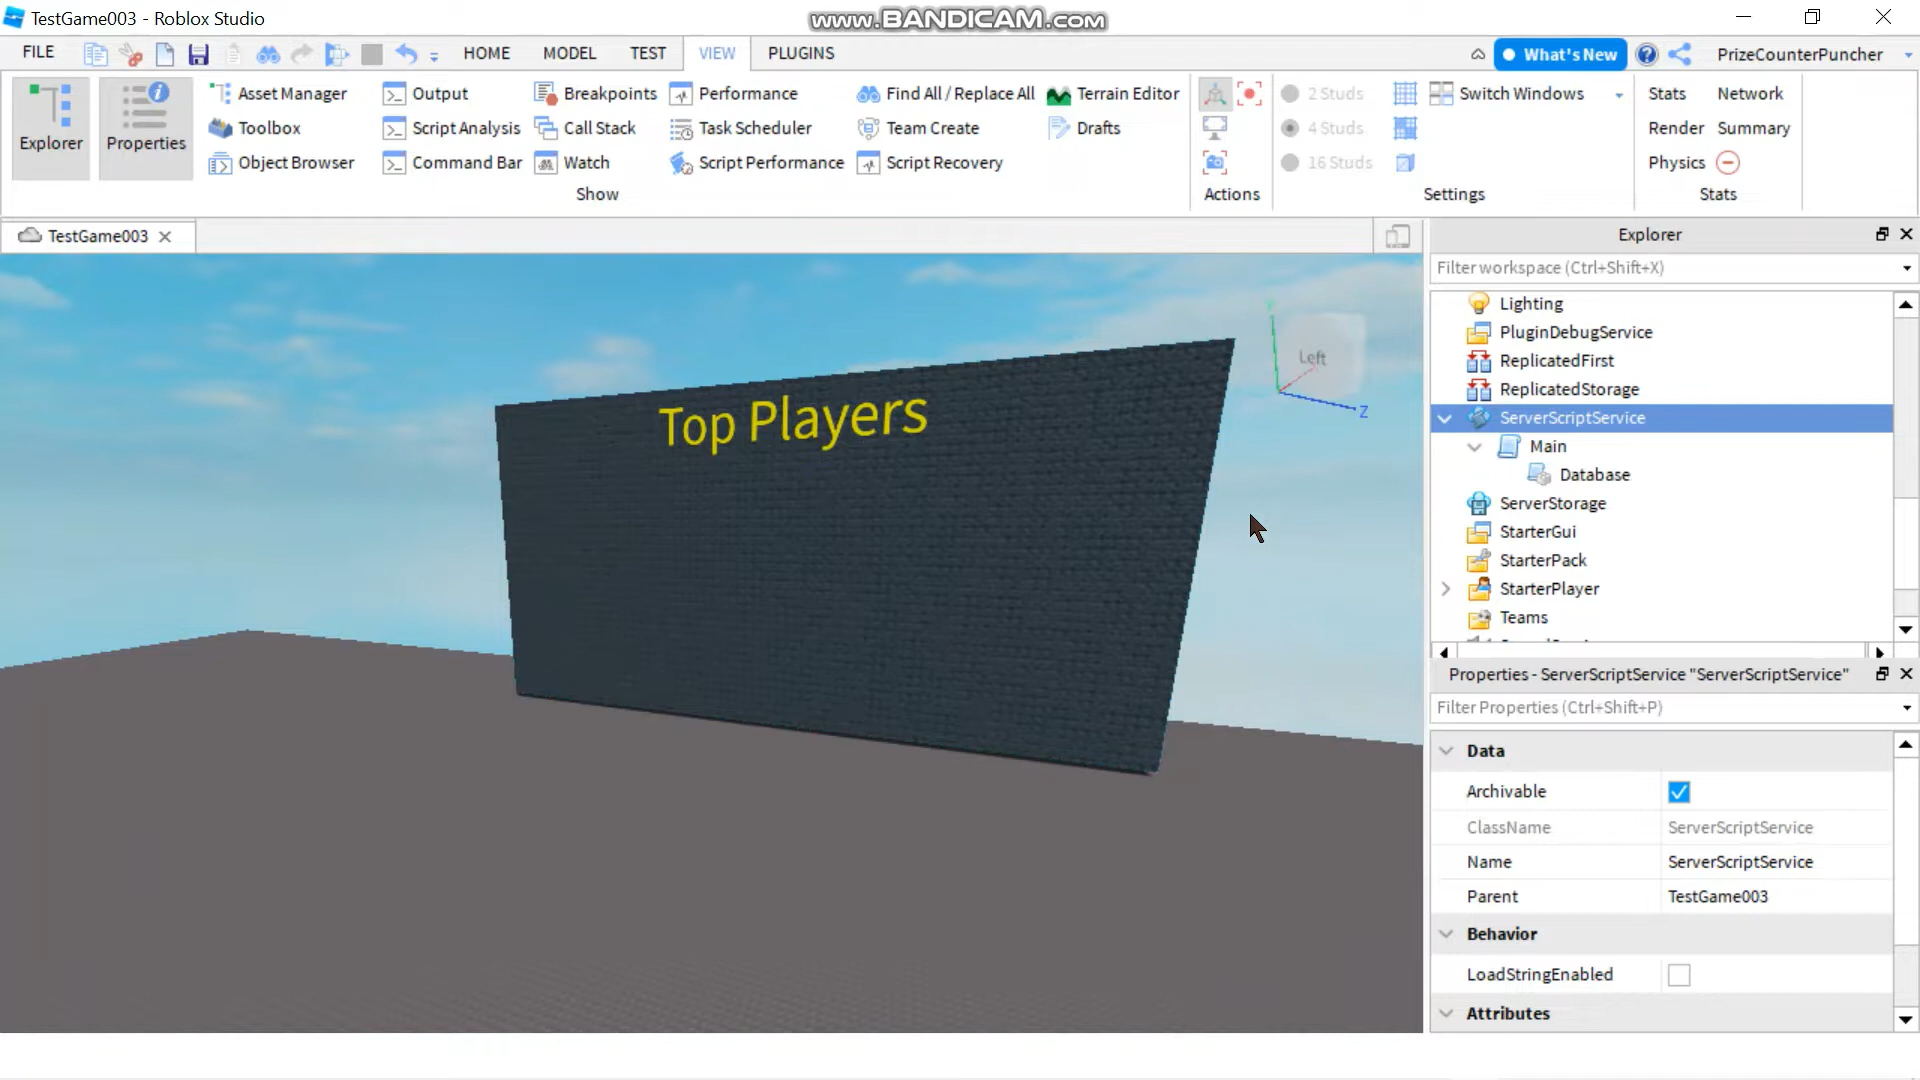 TestGame003 - Roblox Studio
www.BANDICAM.com
FILE
HOME
MODEL
TEST
VIEW
PLUGINS
What's New
PrizeCounterPuncher
Explorer
Properties
Asset Manager
Toolbox
Object Browser
Output
Script Analysis
Command Bar
Breakpoints
Call Stack
Watch
Performance
Task Scheduler
Script Performance
Find All / Replace All
Team Create
Script Recovery
Terrain Editor
Drafts
Show
Actions
2 Studs
4 Studs
16 Studs
Switch Windows
Settings
Stats
Network
Render
Summary
Physics
Stats
TestGame003
Top Players
Left
Z
Explorer
Filter workspace (Ctrl+Shift+X)
Lighting
PluginDebugService
ReplicatedFirst
ReplicatedStorage
ServerScriptService
Main
Database
ServerStorage
StarterGui
StarterPack
StarterPlayer
Teams
Properties - ServerScriptService "ServerScriptService"
Filter Properties (Ctrl+Shift+P)
Data
Archivable
ClassName ServerScriptService
Name ServerScriptService
Parent TestGame003
Behavior
LoadStringEnabled
Attributes